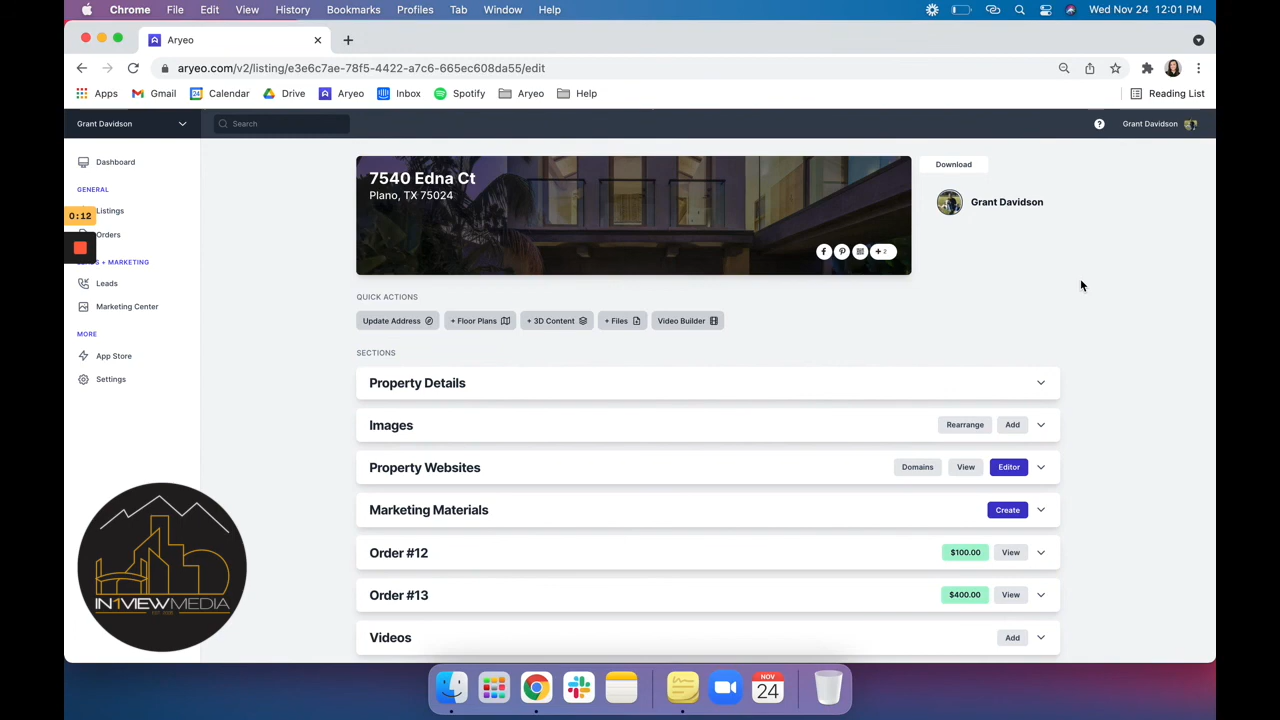 Chrome File Edit View History Bookmarks Profiles Tab Window Help Wed Nov 24 12:01 PM
Aryeo
aryeo.com/v2/listing/e3e6c7ae-78f5-4422-a7c6-665ec608da55/edit
Apps Gmail Calendar Drive Aryeo Inbox Spotify Aryeo Help Reading List
Grant Davidson Search Grant Davidson
Dashboard
GENERAL
Listings
0:12
Orders
+ MARKETING
Leads
Marketing Center
MORE
App Store
Settings
7540 Edna Ct
Plano, TX 75024
+ 2
Download
Grant Davidson
QUICK ACTIONS
Update Address + Floor Plans + 3D Content + Files Video Builder
SECTIONS
Property Details
Images Rearrange Add
Property Websites Domains View Editor
Marketing Materials Create
Order #12 $100.00 View
Order #13 $400.00 View
Videos Add
IN1VIEWMEDIA
NOV
24